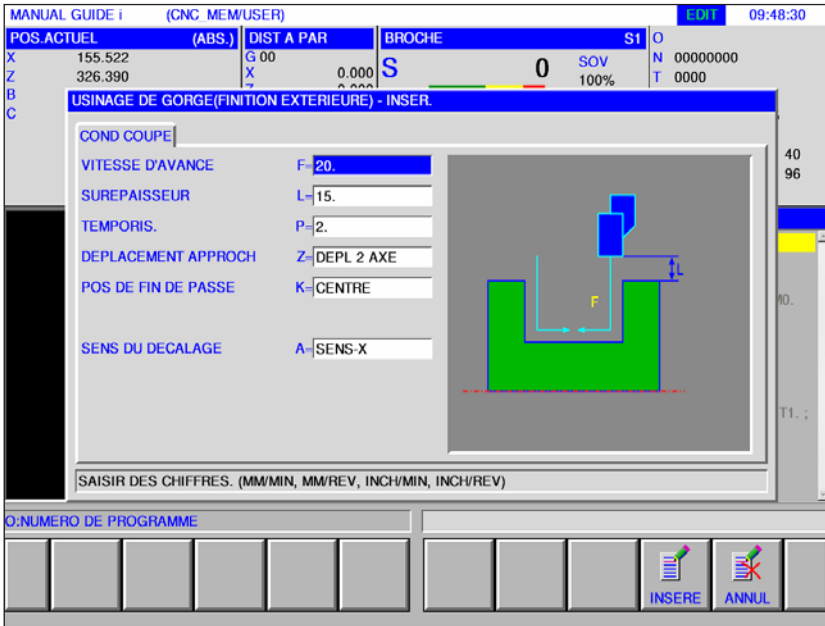 MANUAL GUIDE i (CNC_MEM/USER) EDIT 09:48:30
POS.ACTUEL (ABS.) DIST A PAR BROCHE S1 O
X 155.522 G 00 N 00000000
Z 326.390 X 0.000 S 0 SOV 100% T 0000
B
C
USINAGE DE GORGE(FINITION EXTERIEURE) - INSER.
COND COUPE
VITESSE D'AVANCE F=20.
SUREPAISSEUR L=15.
TEMPORIS. P=2.
DEPLACEMENT APPROCH Z=DEPL 2 AXE
POS DE FIN DE PASSE K=CENTRE
SENS DU DECALAGE A=SENS-X
L
F
40
96
M0.
T1. ;
SAISIR DES CHIFFRES. (MM/MIN, MM/REV, INCH/MIN, INCH/REV)
O:NUMERO DE PROGRAMME
INSERE ANNUL